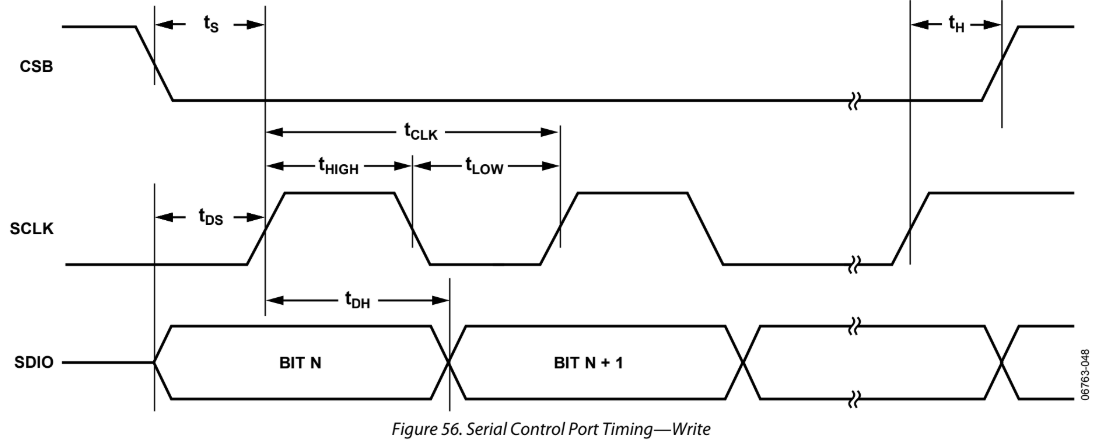 tS
tH
CSB
tCLK
tHIGH
tLOW
tDS
SCLK
tDH
SDIO
BIT N
BIT N + 1
06763-048
Figure 56. Serial Control Port Timing—Write